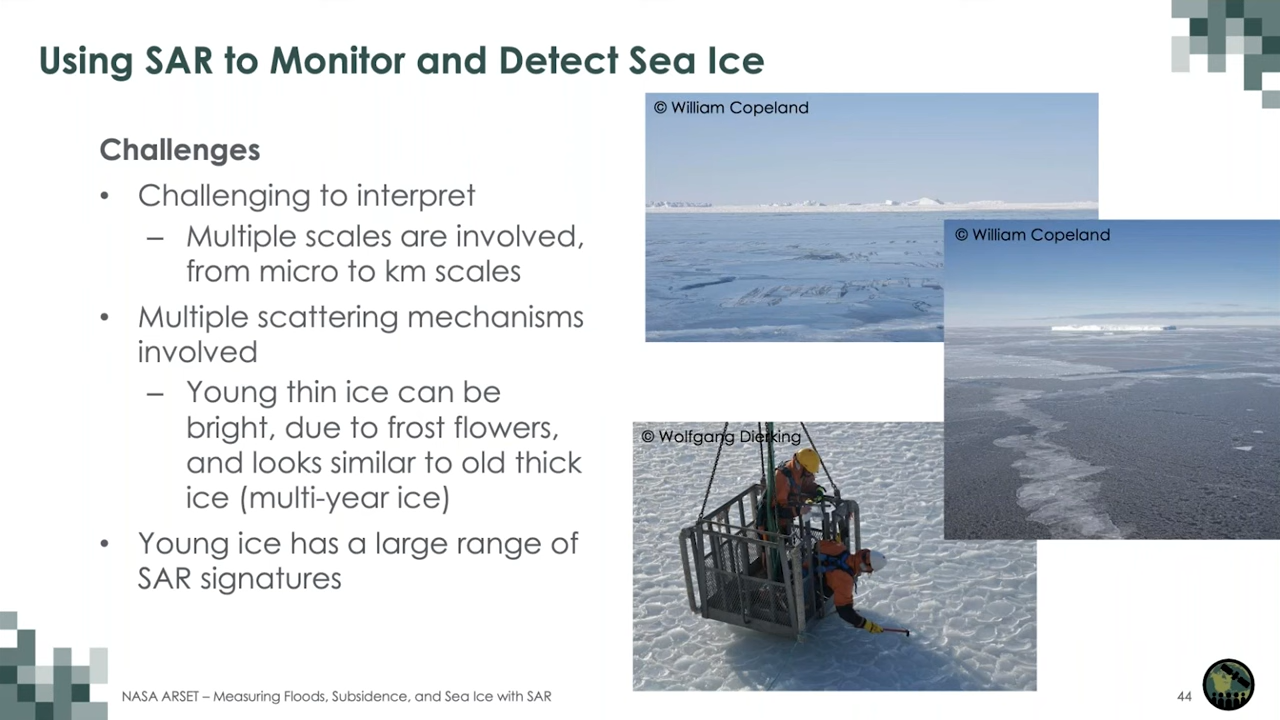 Using SAR to Monitor and Detect Sea Ice
Challenges
• Challenging to interpret
– Multiple scales are involved,
from micro to km scales
• Multiple scattering mechanisms
involved
– Young thin ice can be
bright, due to frost flowers,
and looks similar to old thick
ice (multi-year ice)
• Young ice has a large range of
SAR signatures
© William Copeland
© William Copeland
© Wolfgang Dierking
NASA ARSET – Measuring Floods, Subsidence, and Sea Ice with SAR
44